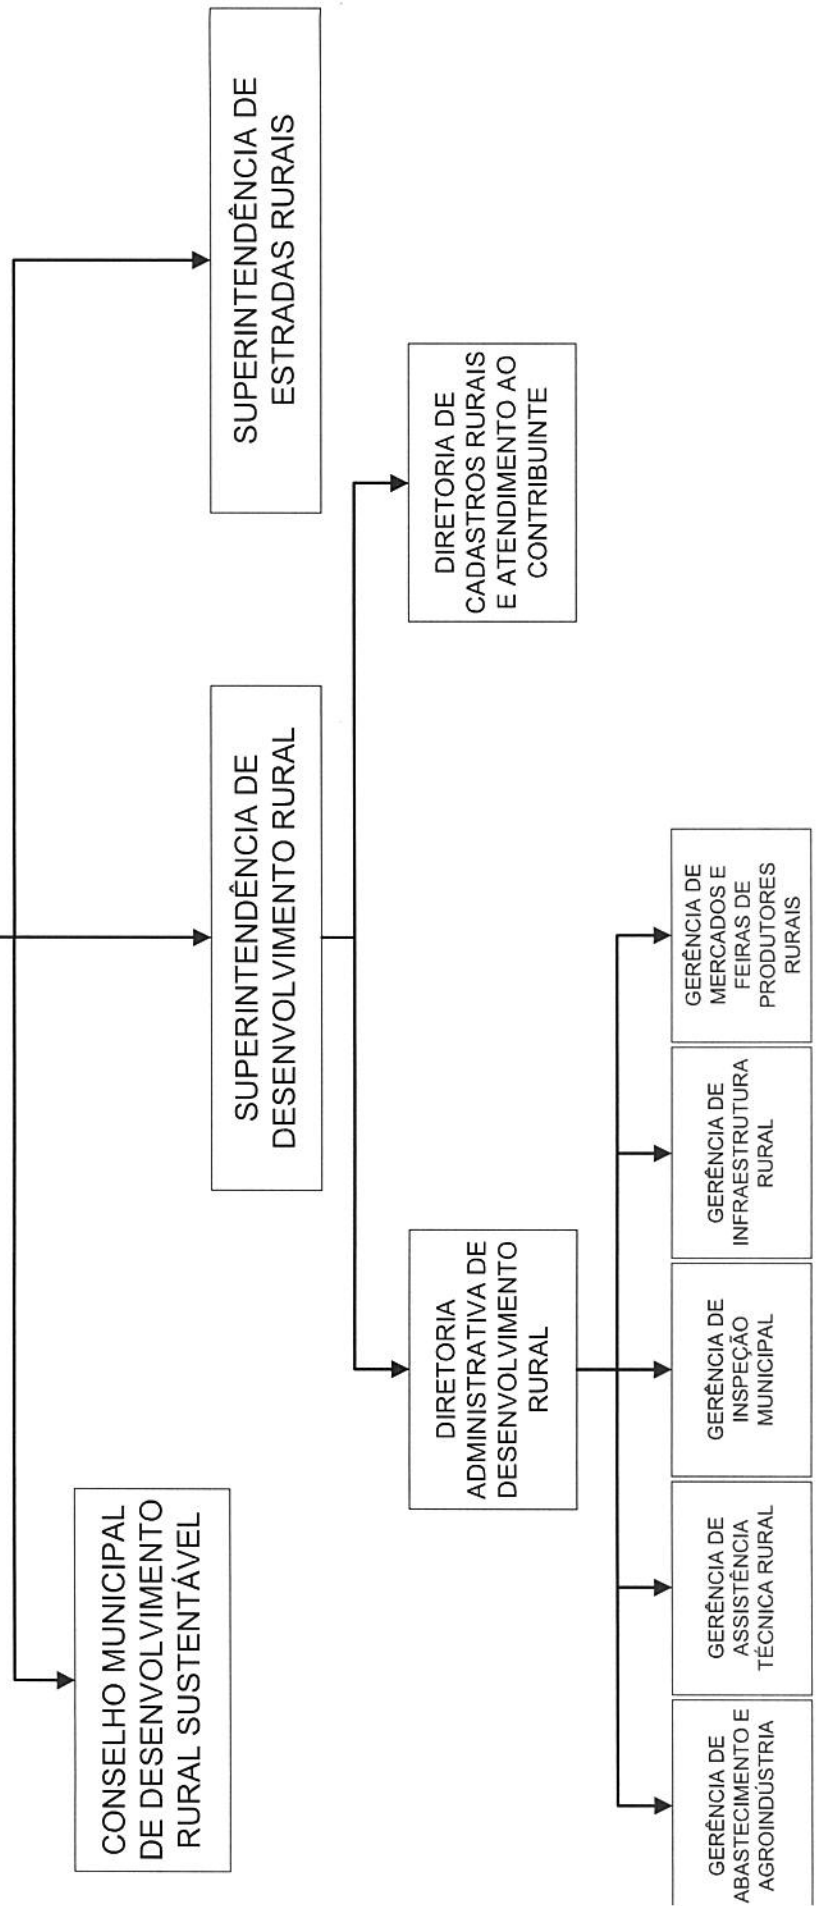 CONSELHO MUNICIPAL
DE DESENVOLVIMENTO
RURAL SUSTENTÁVEL
SUPERINTENDÊNCIA DE
DESENVOLVIMENTO RURAL
SUPERINTENDÊNCIA DE
ESTRADAS RURAIS
DIRETORIA
ADMINISTRATIVA DE
DESENVOLVIMENTO
RURAL
DIRETORIA DE
CADASTROS RURAIS
E ATENDIMENTO AO
CONTRIBUINTE
GERÊNCIA DE
ABASTECIMENTO E
AGROINDÚSTRIA
GERÊNCIA DE
ASSISTÊNCIA
TÉCNICA RURAL
GERÊNCIA DE
INSPEÇÃO
MUNICIPAL
GERÊNCIA DE
INFRAESTRUTURA
RURAL
GERÊNCIA DE
MERCADOS E
FEIRAS DE
PRODUTORES
RURAIS